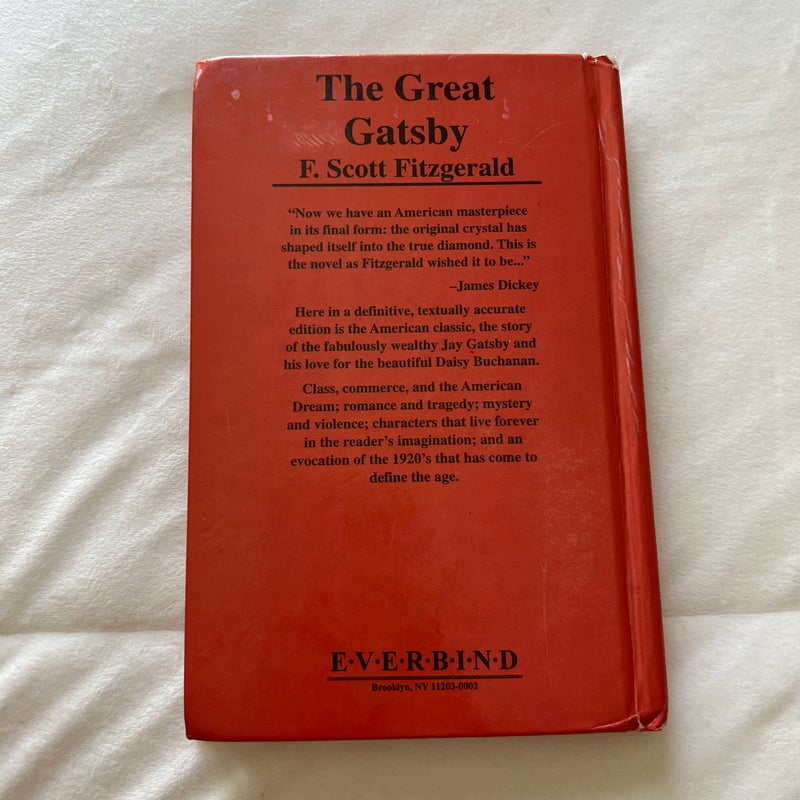 The Great
Gatsby
F. Scott Fitzgerald
“Now we have an American masterpiece
in its final form: the original crystal has
shaped itself into the true diamond. This is
the novel as Fitzgerald wished it to be...”
–James Dickey
Here in a definitive, textually accurate
edition is the American classic, the story
of the fabulously wealthy Jay Gatsby and
his love for the beautiful Daisy Buchanan.
Class, commerce, and the American
Dream; romance and tragedy; mystery
and violence; characters that live forever
in the reader’s imagination; and an
evocation of the 1920’s that has come to
define the age.
E·V·E·R·B·I·N·D
Brooklyn, NY 11203-0002